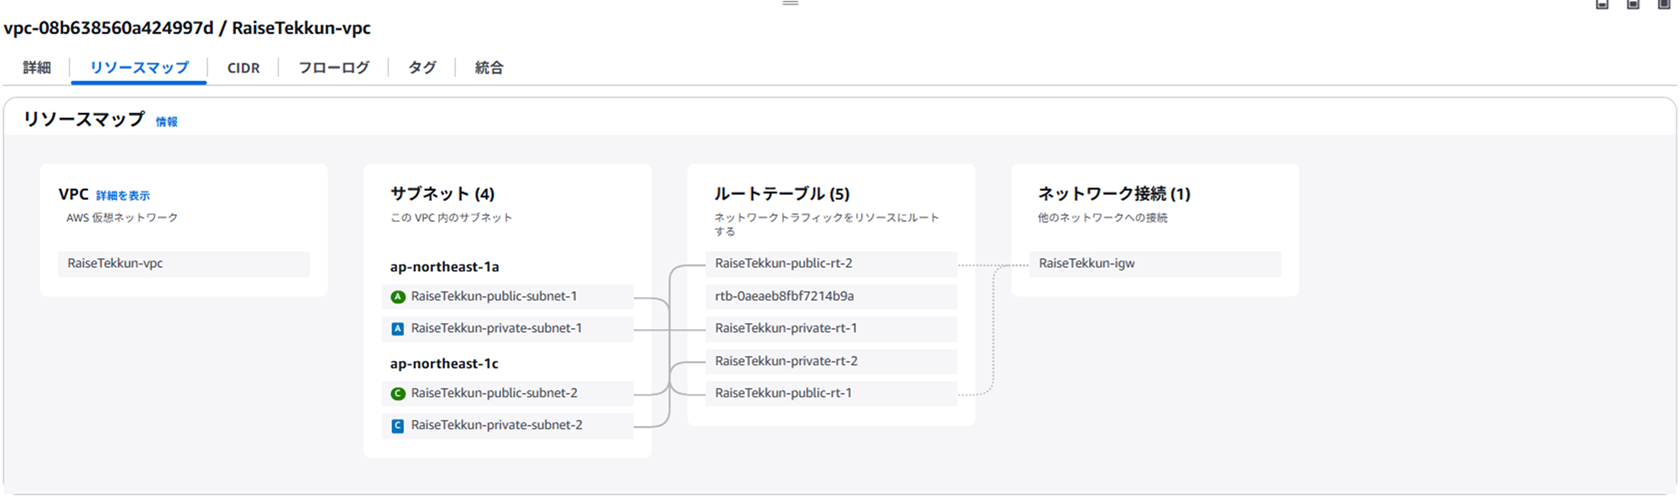 vpc-08b638560a424997d / RaiseTekkun-vpc
詳細
リソースマップ
CIDR
フローログ
タグ
統合
リソースマップ 情報
VPC 詳細を表示
AWS 仮想ネットワーク
RaiseTekkun-vpc
サブネット (4)
この VPC 内のサブネット
ap-northeast-1a
A RaiseTekkun-public-subnet-1
A RaiseTekkun-private-subnet-1
ap-northeast-1c
C RaiseTekkun-public-subnet-2
C RaiseTekkun-private-subnet-2
ルートテーブル (5)
ネットワークトラフィックをリソースにルート
する
RaiseTekkun-public-rt-2
rtb-0aeaeb8fbf7214b9a
RaiseTekkun-private-rt-1
RaiseTekkun-private-rt-2
RaiseTekkun-public-rt-1
ネットワーク接続 (1)
他のネットワークへの接続
RaiseTekkun-igw